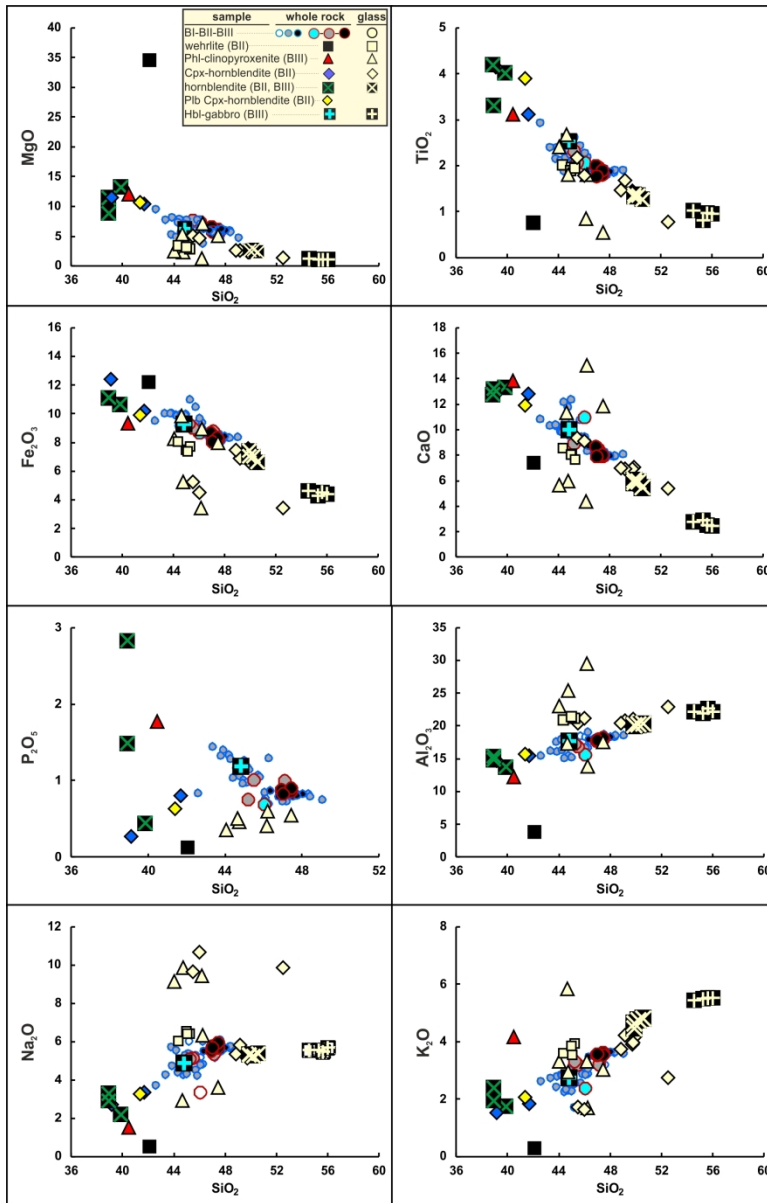 sample whole rock glass
BI-BII-BIII
wehrlite (BII)
Phl-clinopyroxenite (BIII)
Cpx-hornblendite (BII)
hornblendite (BII, BIII)
Plb Cpx-hornblendite (BII)
Hbl-gabbro (BIII)
MgO
40
35
30
25
20
15
10
5
0
36 40 44 48 52 56 60
SiO₂
TiO₂
5
4
3
2
1
0
36 40 44 48 52 56 60
SiO₂
Fe₂O₃
16
14
12
10
8
6
4
2
0
36 40 44 48 52 56 60
SiO₂
CaO
18
16
14
12
10
8
6
4
2
0
36 40 44 48 52 56 60
SiO₂
P₂O₅
3
2
1
0
36 40 44 48 52
SiO₂
Al₂O₃
35
30
25
20
15
10
5
0
36 40 44 48 52 56 60
SiO₂
Na₂O
12
10
8
6
4
2
0
36 40 44 48 52 56 60
SiO₂
K₂O
8
6
4
2
0
36 40 44 48 52 56 60
SiO₂